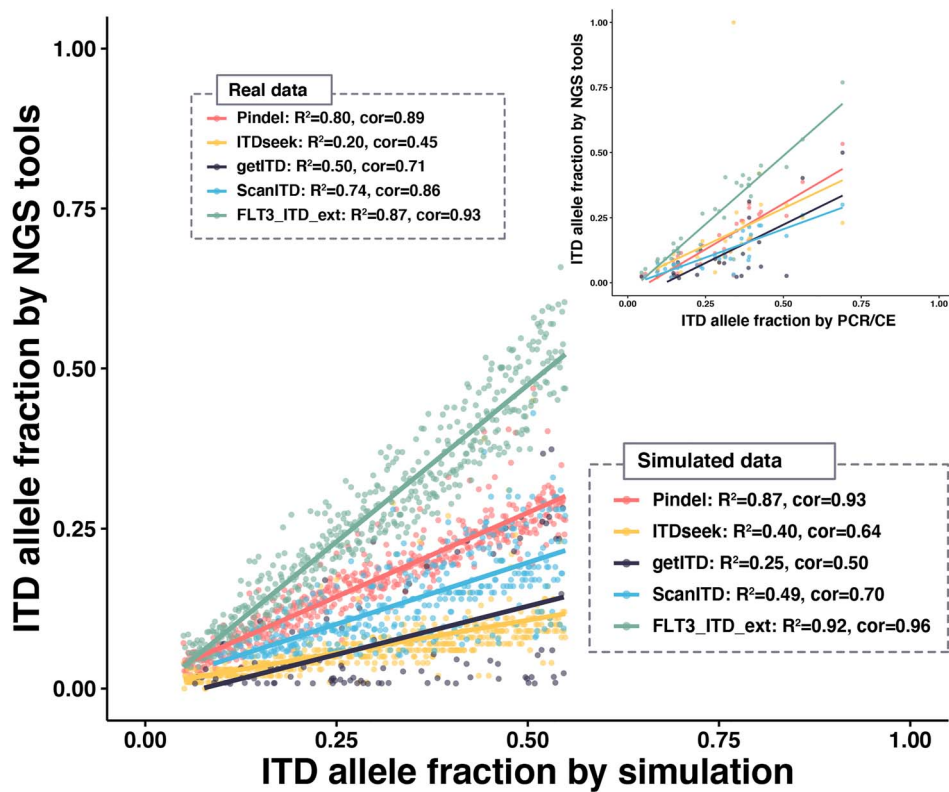 ITD allele fraction by NGS tools
1.00
0.75
0.50
0.25
0.00
0.00 0.25 0.50 0.75 1.00
ITD allele fraction by simulation
Real data
Pindel: R²=0.80, cor=0.89
ITDseek: R²=0.20, cor=0.45
getITD: R²=0.50, cor=0.71
ScanITD: R²=0.74, cor=0.86
FLT3_ITD_ext: R²=0.87, cor=0.93
ITD allele fraction by NGS tools
1.00
0.75
0.50
0.25
0.00
0.00 0.25 0.50 0.75 1.00
ITD allele fraction by PCR/CE
Simulated data
Pindel: R²=0.87, cor=0.93
ITDseek: R²=0.40, cor=0.64
getITD: R²=0.25, cor=0.50
ScanITD: R²=0.49, cor=0.70
FLT3_ITD_ext: R²=0.92, cor=0.96